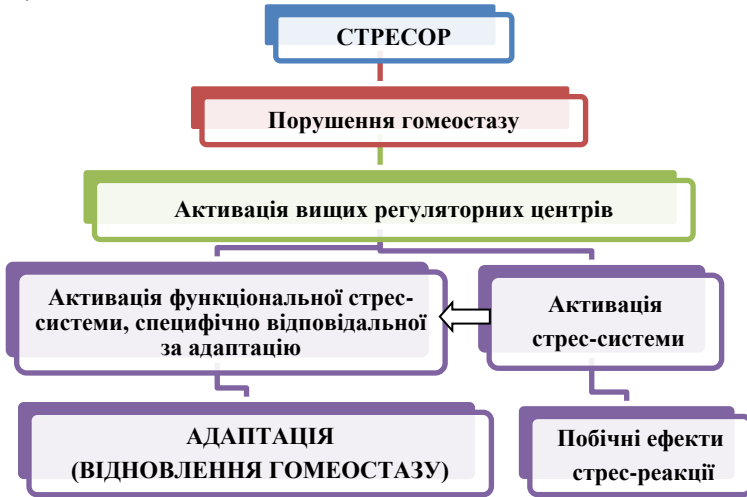 СТРЕСОР
Порушення гомеостазу
Активація вищих регуляторних центрів
Активація функціональної стрес-
системи, специфічно відповідальної
за адаптацію
Активація
стрес-системи
АДАПТАЦІЯ
(ВІДНОВЛЕННЯ ГОМЕОСТАЗУ)
Побічні ефекти
стрес-реакції